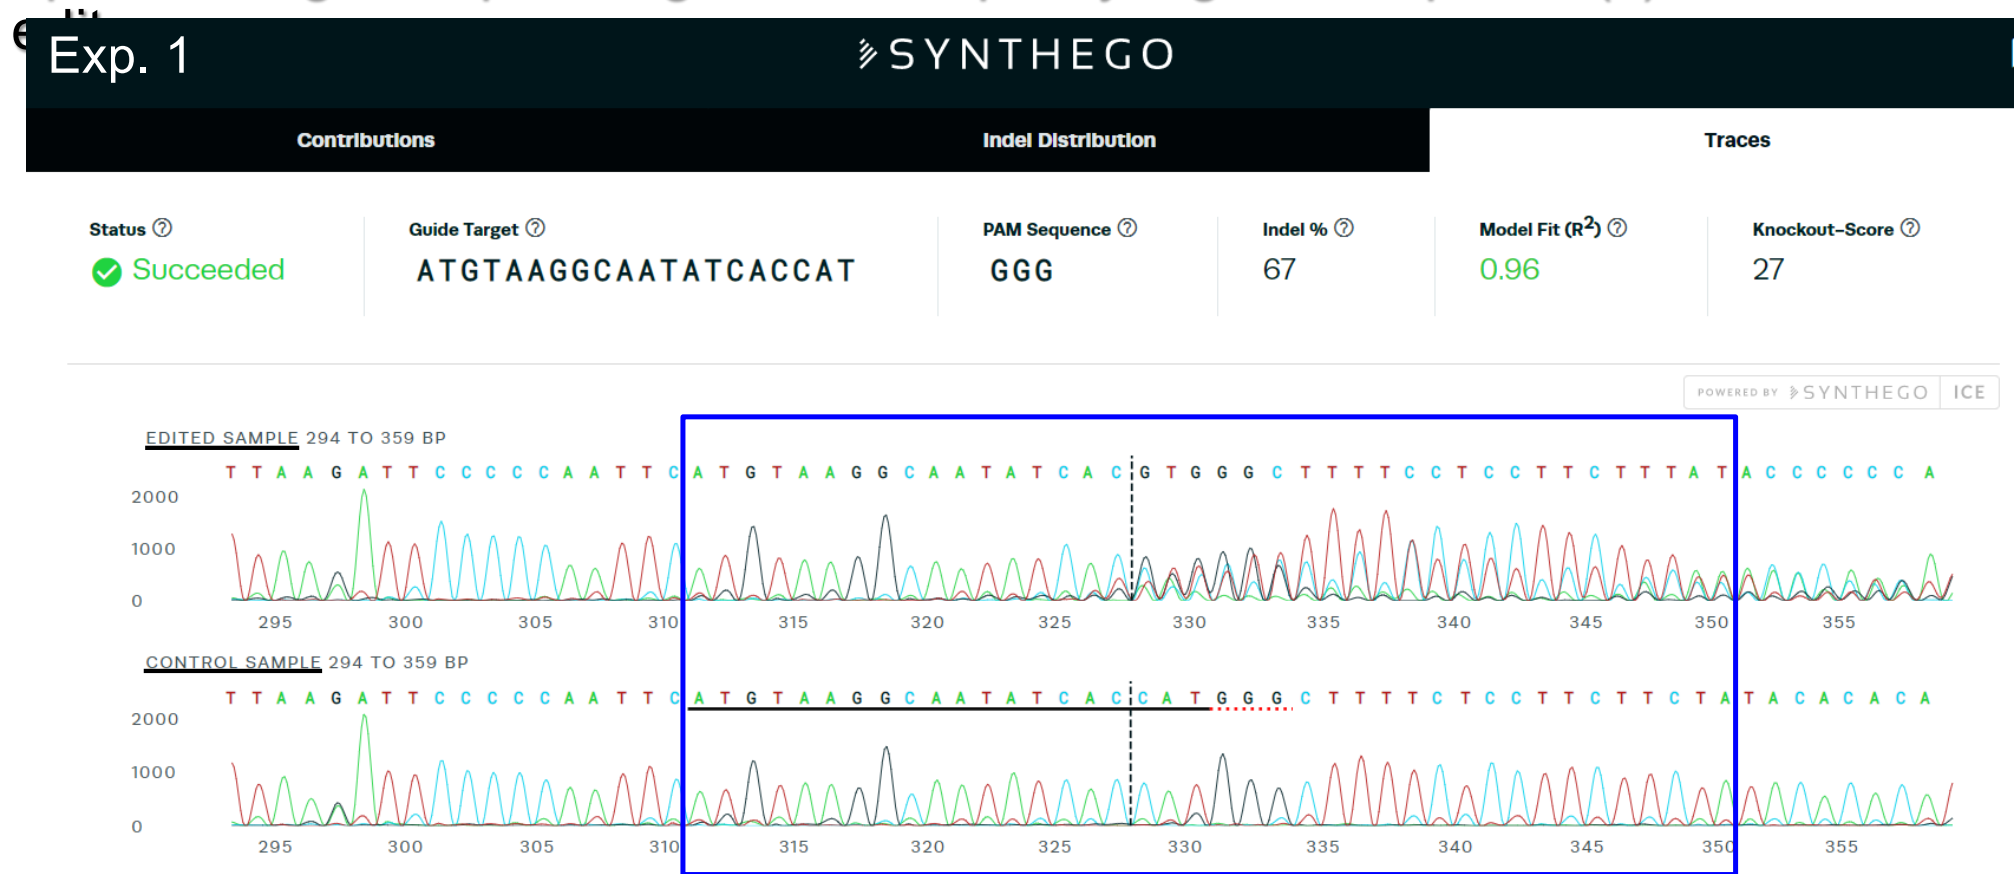 Exp. 1
SYNTHEGO
Contributions Indel Distribution Traces
Status ? Guide Target ? PAM Sequence ? Indel % ? Model Fit (R2) ? Knockout-Score ?
Succeeded ATGTAAGGCAATATCACCAT GGG 67 0.96 27
POWERED BY SYNTHEGO ICE
EDITED SAMPLE 294 TO 359 BP
T T A A G A T T C C C C C A A T T C A T G T A A G G C A A T A T C A C G T G G G C T T T T C C T C C T T C T T T A T A C C C C C C A
2000
1000
0
295 300 305 310 315 320 325 330 335 340 345 350 355
CONTROL SAMPLE 294 TO 359 BP
T T A A G A T T C C C C C A A T T C A T G T A A G G C A A T A T C A C C A T G G G C T T T T C T C C T T C T T C T A T A C A C A C A
2000
1000
0
295 300 305 310 315 320 325 330 335 340 345 350 355